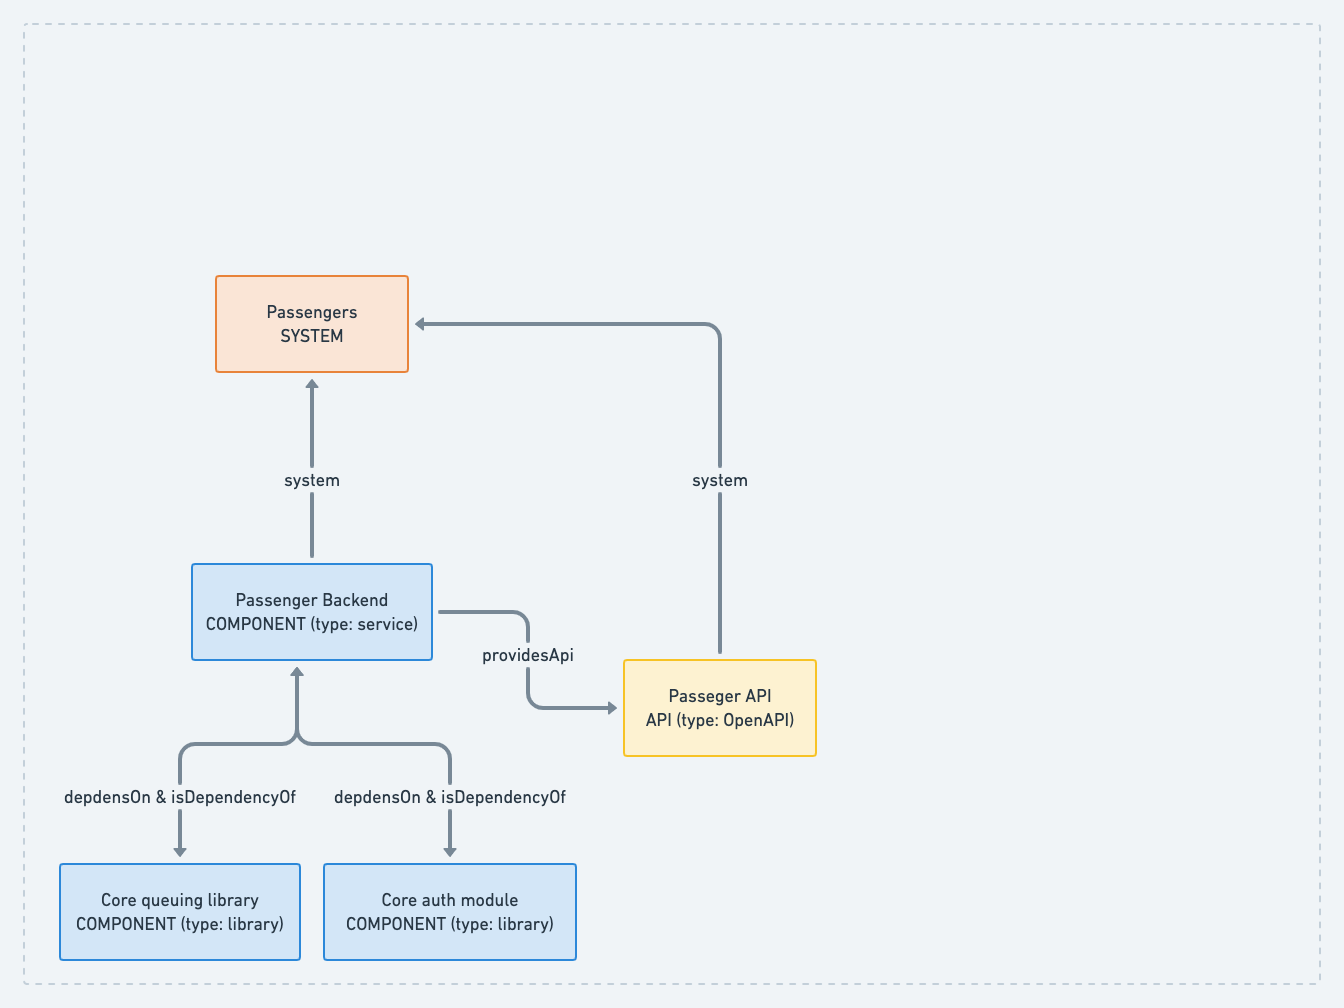 Passengers
SYSTEM
system
system
Passenger Backend
COMPONENT (type: service)
providesApi
Passeger API
API (type: OpenAPI)
depdensOn & isDependencyOf
depdensOn & isDependencyOf
Core queuing library
COMPONENT (type: library)
Core auth module
COMPONENT (type: library)